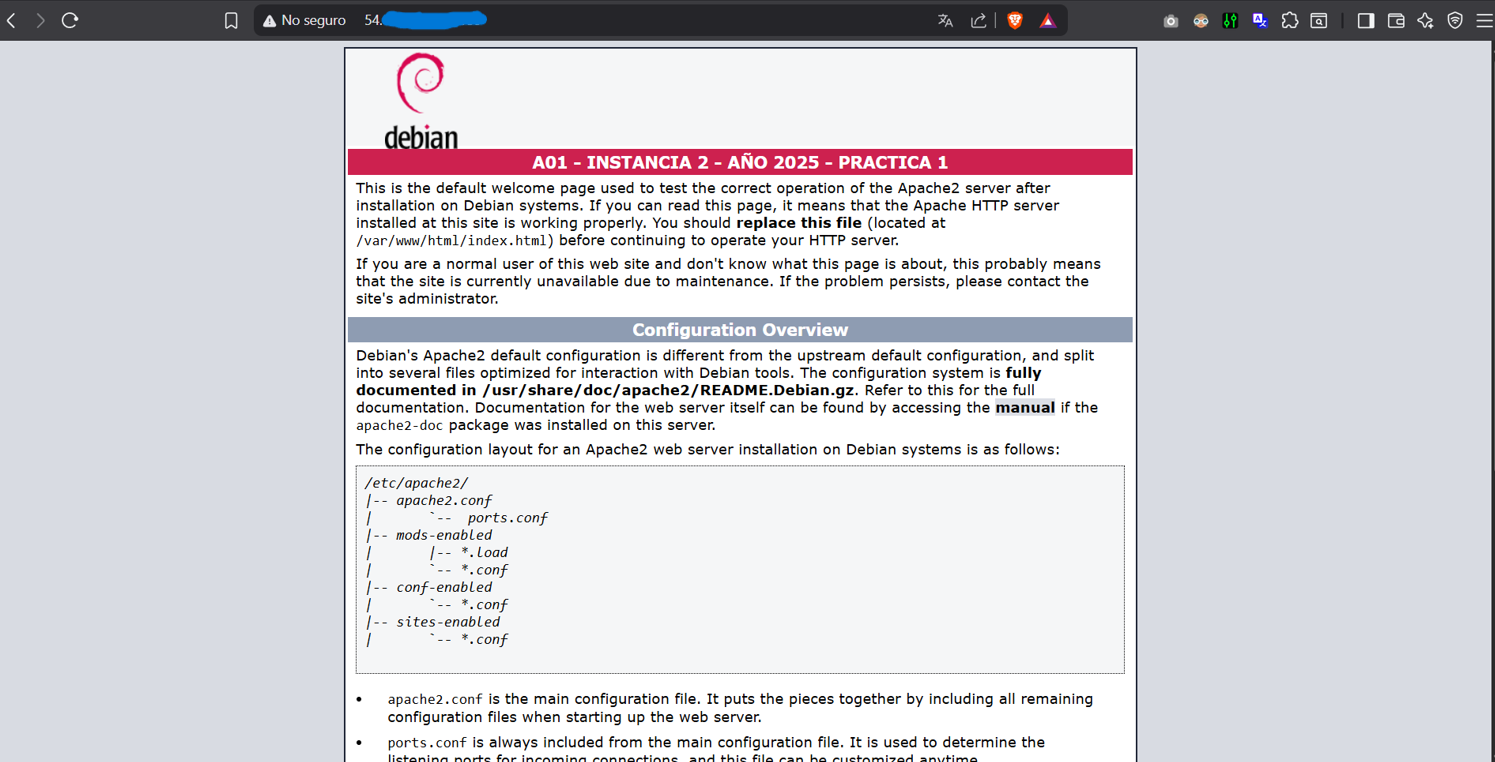 No seguro
54.
debian
A01 - INSTANCIA 2 - AÑO 2025 - PRACTICA 1
This is the default welcome page used to test the correct operation of the Apache2 server after
installation on Debian systems. If you can read this page, it means that the Apache HTTP server
installed at this site is working properly. You should replace this file (located at
/var/www/html/index.html) before continuing to operate your HTTP server.
If you are a normal user of this web site and don't know what this page is about, this probably means
that the site is currently unavailable due to maintenance. If the problem persists, please contact the
site's administrator.
Configuration Overview
Debian's Apache2 default configuration is different from the upstream default configuration, and split
into several files optimized for interaction with Debian tools. The configuration system is fully
documented in /usr/share/doc/apache2/README.Debian.gz. Refer to this for the full
documentation. Documentation for the web server itself can be found by accessing the manual if the
apache2-doc package was installed on this server.
The configuration layout for an Apache2 web server installation on Debian systems is as follows:
/etc/apache2/
|-- apache2.conf
|       `--  ports.conf
|-- mods-enabled
|       |-- *.load
|       `-- *.conf
|-- conf-enabled
|       `-- *.conf
|-- sites-enabled
|       `-- *.conf
• apache2.conf is the main configuration file. It puts the pieces together by including all remaining
configuration files when starting up the web server.
• ports.conf is always included from the main configuration file. It is used to determine the
listening ports for incoming connections, and this file can be customized anytime.